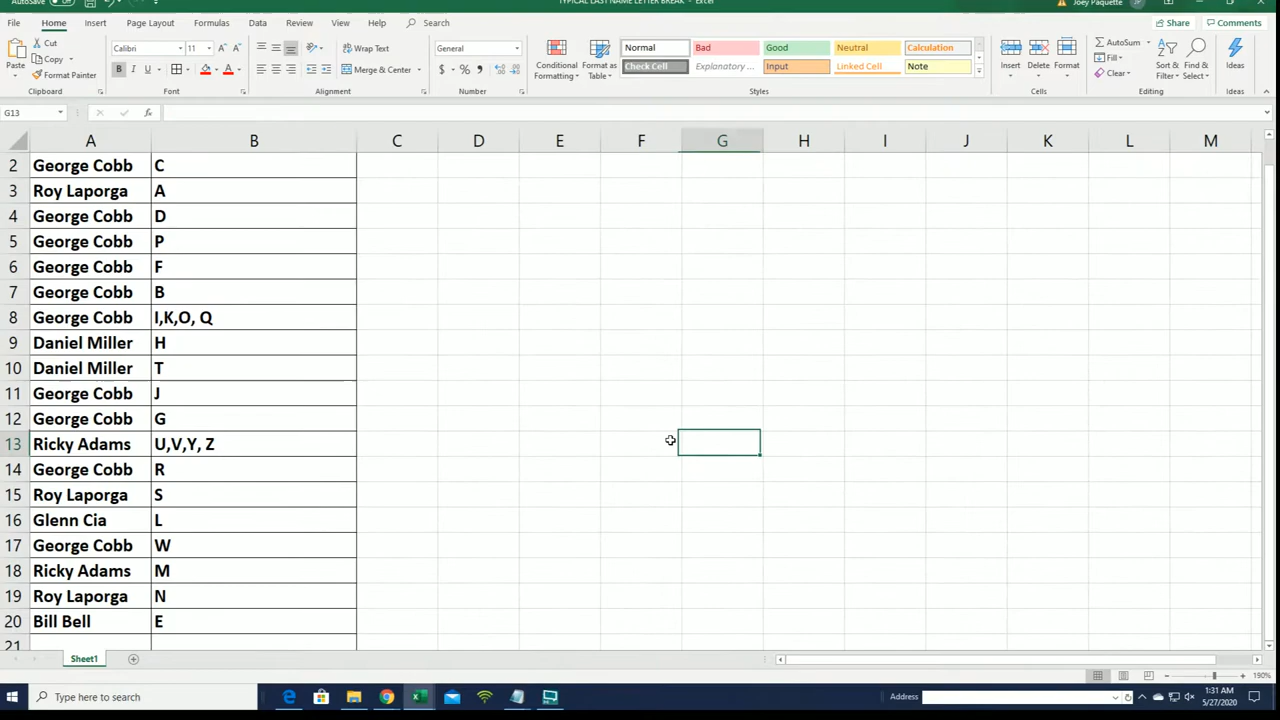 AutoSave Off TYPICAL LAST NAME LETTER BREAK - Excel Joey Paquette JP
File Home Insert Page Layout Formulas Data Review View Help Search Share Comments
Paste Cut Copy Format Painter Clipboard
Calibri 11 A A B I U A Font
Wrap Text Merge & Center Alignment
General $ % , Number
Conditional Formatting Format as Table
Normal Bad Good Neutral Calculation
Check Cell Explanatory ... Input Linked Cell Note
Styles
Insert Delete Format Cells
AutoSum Fill Clear Sort & Filter Find & Select Editing
Ideas Ideas
G13 fx
A B C D E F G H I J K L M
2 George Cobb C
3 Roy Laporga A
4 George Cobb D
5 George Cobb P
6 George Cobb F
7 George Cobb B
8 George Cobb I,K,O, Q
9 Daniel Miller H
10 Daniel Miller T
11 George Cobb J
12 George Cobb G
13 Ricky Adams U,V,Y, Z
14 George Cobb R
15 Roy Laporga S
16 Glenn Cia L
17 George Cobb W
18 Ricky Adams M
19 Roy Laporga N
20 Bill Bell E
21
Sheet1
190%
Type here to search Address 1:31 AM
5/27/2020